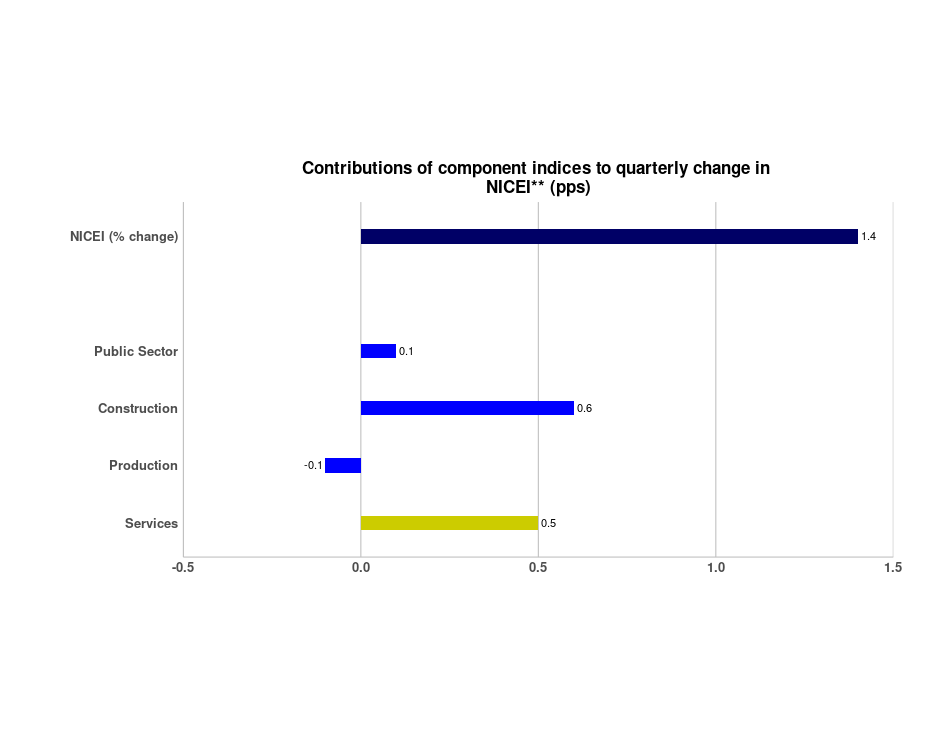 Contributions of component indices to quarterly change in
NICEI** (pps)
NICEI (% change)
1.4
Public Sector
0.1
Construction
0.6
Production
-0.1
Services
0.5
-0.5 0.0 0.5 1.0 1.5